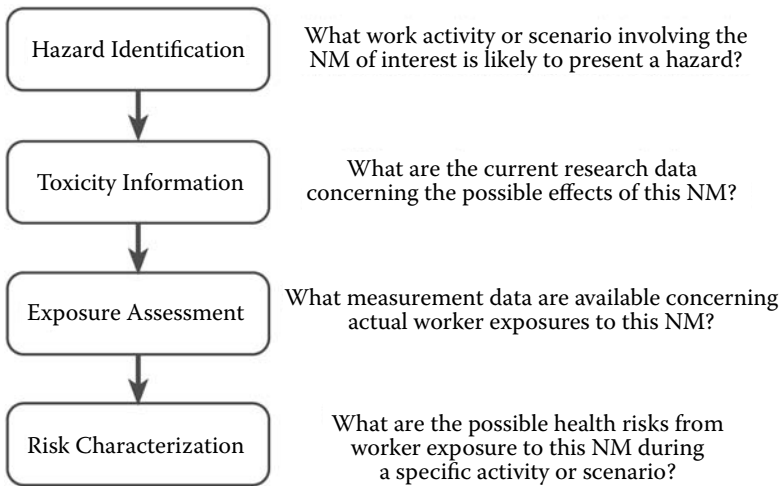 Hazard Identification
What work activity or scenario involving the
NM of interest is likely to present a hazard?
Toxicity Information
What are the current research data
concerning the possible effects of this NM?
Exposure Assessment
What measurement data are available concerning
actual worker exposures to this NM?
Risk Characterization
What are the possible health risks from
worker exposure to this NM during
a specific activity or scenario?